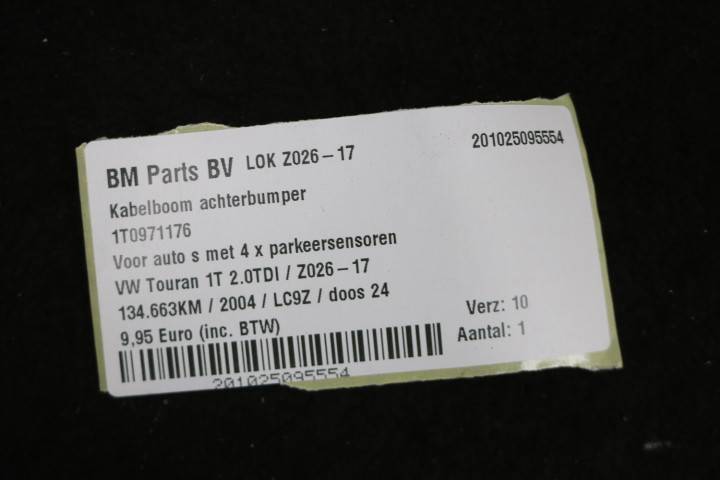 BM Parts BV LOK Z026-17 201025095554
Kabelboom achterbumper
1T0971176
Voor auto s met 4 x parkeersensoren
VW Touran 1T 2.0TDI / Z026-17
134.663KM / 2004 / LC9Z / doos 24
9,95 Euro (inc. BTW)
Verz: 10
Aantal: 1
201025095554